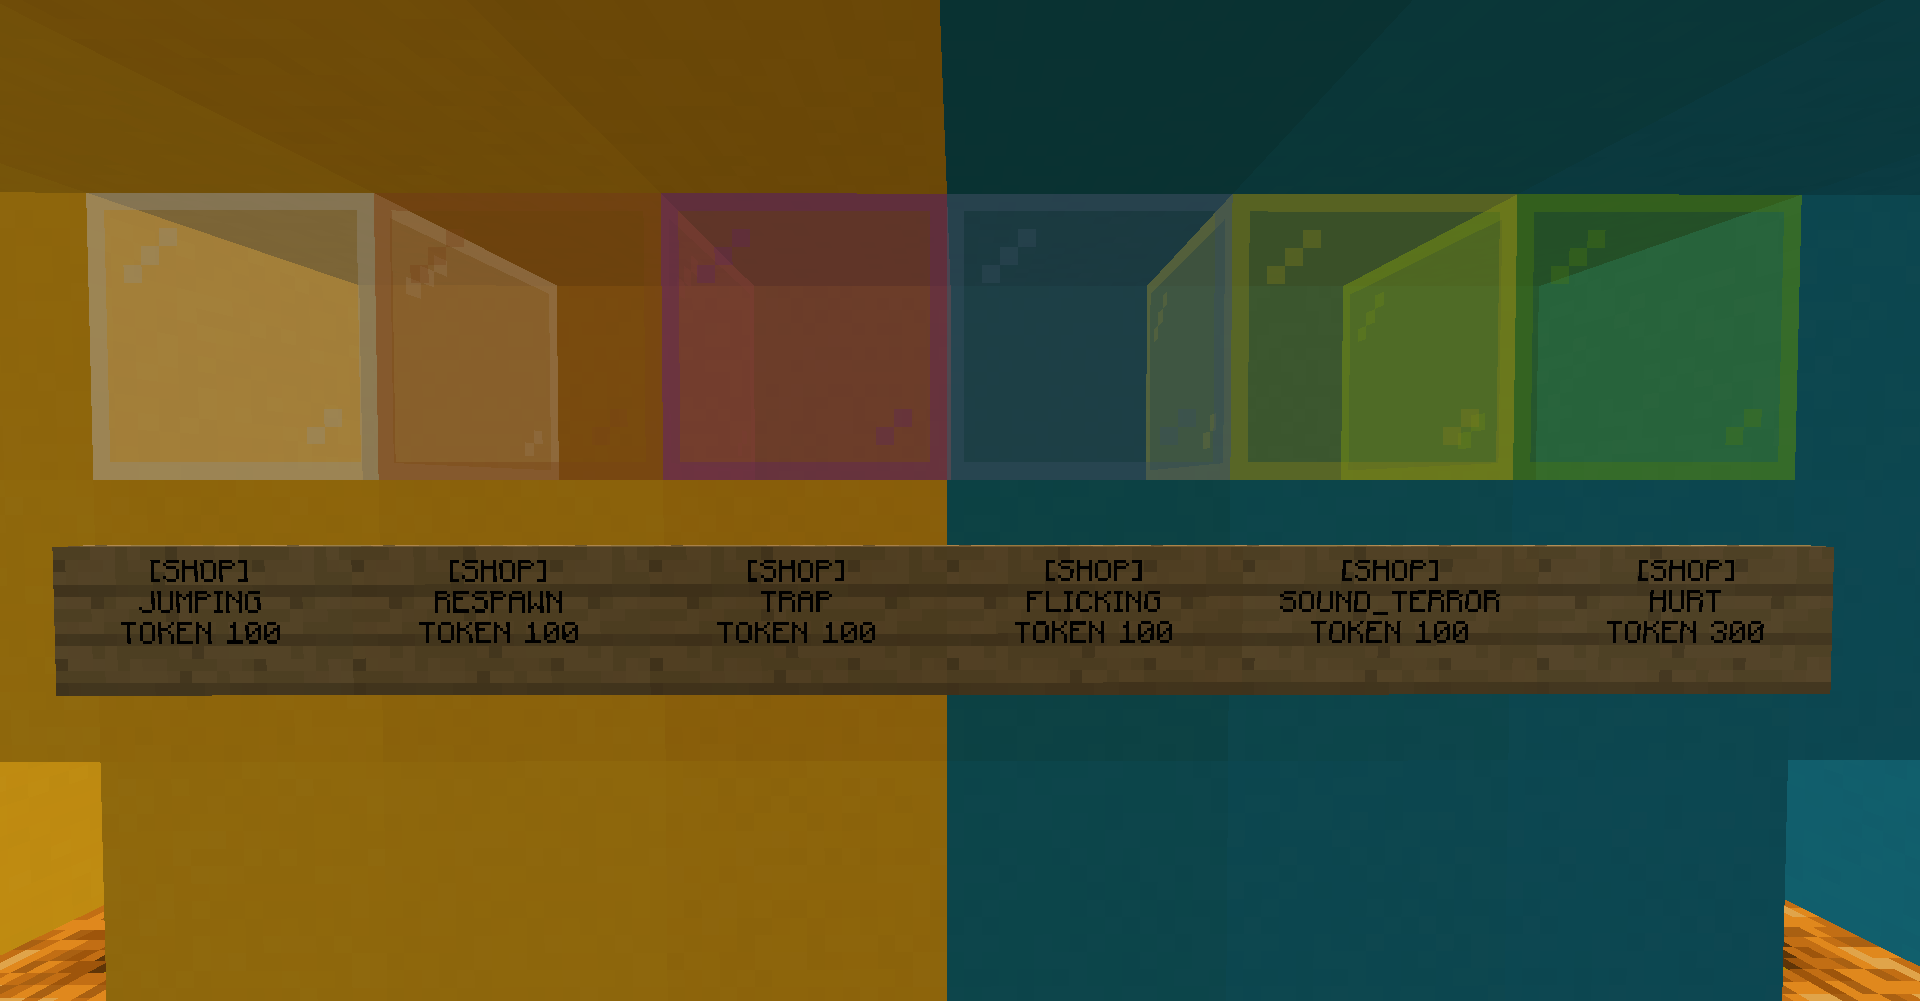 [SHOP]
JUMPING
TOKEN 100
[SHOP]
RESPAWN
TOKEN 100
[SHOP]
TRAP
TOKEN 100
[SHOP]
FLICKING
TOKEN 100
[SHOP]
SOUND_TERROR
TOKEN 100
[SHOP]
HURT
TOKEN 300